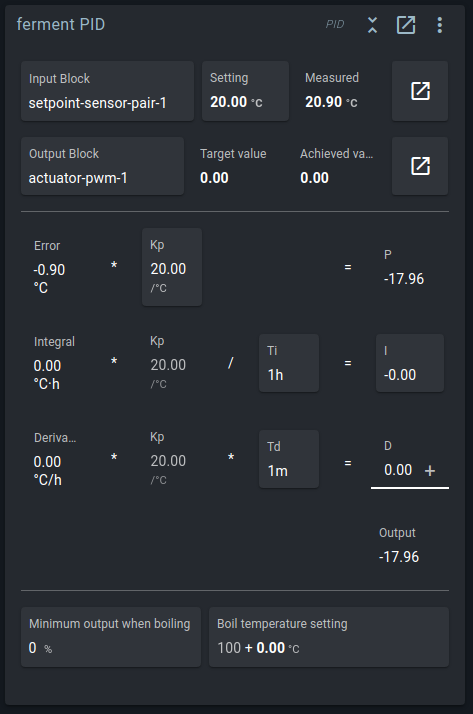 ferment PID PID
Input Block Setting Measured
setpoint-sensor-pair-1 20.00 °C 20.90 °C
Output Block Target value Achieved va…
actuator-pwm-1 0.00 0.00
Error Kp P
-0.90 * 20.00 = -17.96
°C /°C
Integral Kp Ti I
0.00 * 20.00 / 1h = -0.00
°C·h /°C
Deriva… Kp Td D
0.00 * 20.00 * 1m = 0.00 +
°C/h /°C
Output
-17.96
Minimum output when boiling Boil temperature setting
0 % 100 + 0.00 °C